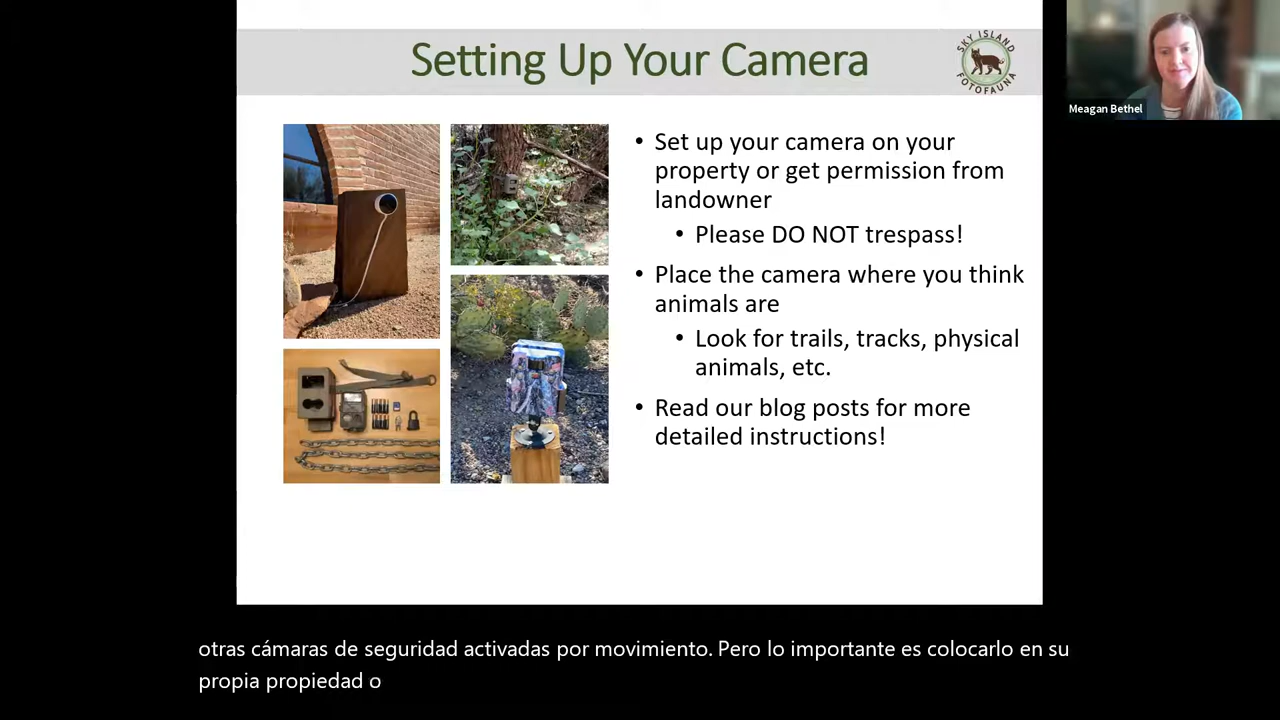 Setting Up Your Camera
SKY ISLAND
FOTOFAUNA
Meagan Bethel
• Set up your camera on your
property or get permission from
landowner
• Please DO NOT trespass!
• Place the camera where you think
animals are
• Look for trails, tracks, physical
animals, etc.
• Read our blog posts for more
detailed instructions!
otras cámaras de seguridad activadas por movimiento. Pero lo importante es colocarlo en su
propia propiedad o